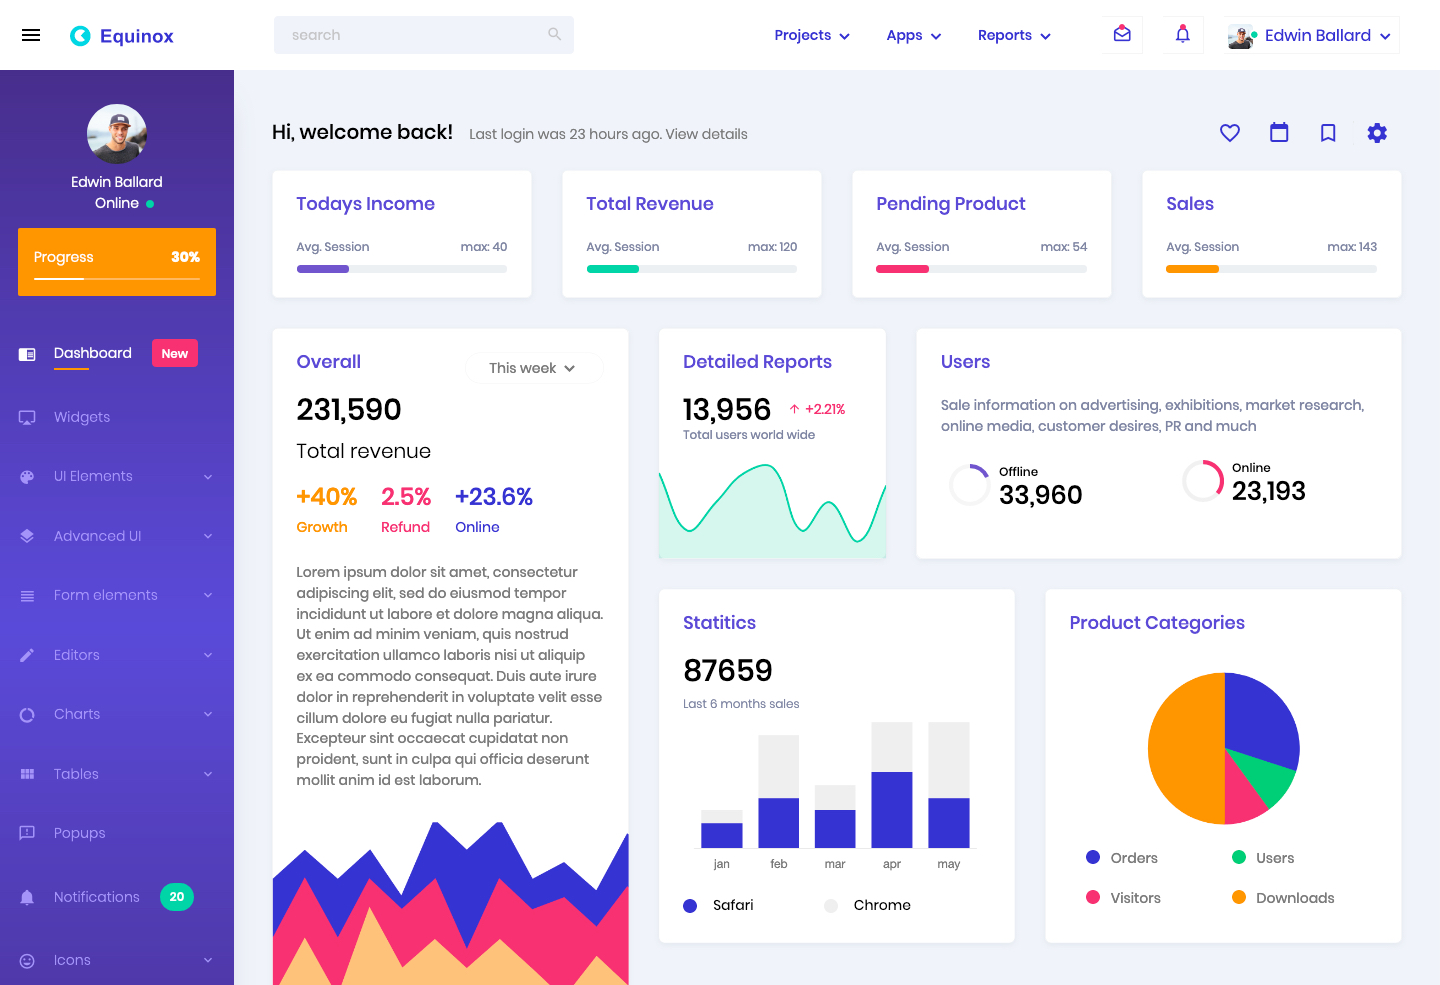 Equinox
search
Projects
Apps
Reports
Edwin Ballard
Edwin Ballard
Online
Progress 30%
Dashboard New
Widgets
UI Elements
Advanced UI
Form elements
Editors
Charts
Tables
Popups
Notifications 20
Icons
Hi, welcome back! Last login was 23 hours ago. View details
Todays Income
Avg. Session max: 40
Total Revenue
Avg. Session max: 120
Pending Product
Avg. Session max: 54
Sales
Avg. Session max: 143
Overall
This week
231,590
Total revenue
+40% 2.5% +23.6%
Growth Refund Online
Lorem ipsum dolor sit amet, consectetur
adipiscing elit, sed do eiusmod tempor
incididunt ut labore et dolore magna aliqua.
Ut enim ad minim veniam, quis nostrud
exercitation ullamco laboris nisi ut aliquip
ex ea commodo consequat. Duis aute irure
dolor in reprehenderit in voluptate velit esse
cillum dolore eu fugiat nulla pariatur.
Excepteur sint occaecat cupidatat non
proident, sunt in culpa qui officia deserunt
mollit anim id est laborum.
Detailed Reports
13,956 +2.21%
Total users world wide
Users
Sale information on advertising, exhibitions, market research,
online media, customer desires, PR and much
Offline
33,960
Online
23,193
Statitics
87659
Last 6 months sales
jan feb mar apr may
Safari Chrome
Product Categories
Orders Users
Visitors Downloads